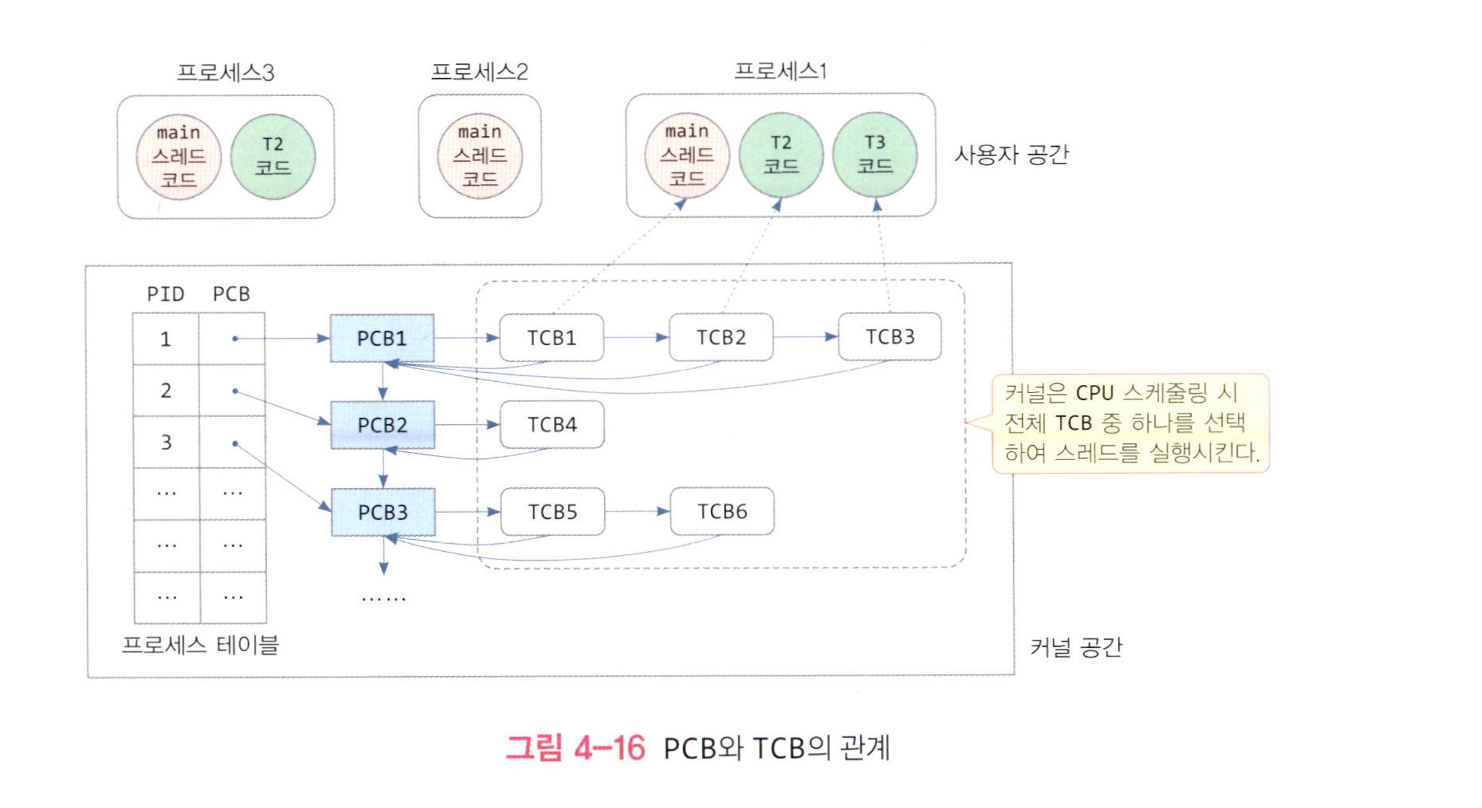 프로세스3
프로세스2
프로세스1
main
스레드
코드
T2
코드
main
스레드
코드
main
스레드
코드
T2
코드
T3
코드
사용자 공간
PID PCB
1
2
3
... ...
... ...
... ...
프로세스 테이블
PCB1
TCB1
TCB2
TCB3
PCB2
TCB4
PCB3
TCB5
TCB6
......
커널은 CPU 스케줄링 시
전체 TCB 중 하나를 선택
하여 스레드를 실행시킨다.
커널 공간
그림 4-16 PCB와 TCB의 관계